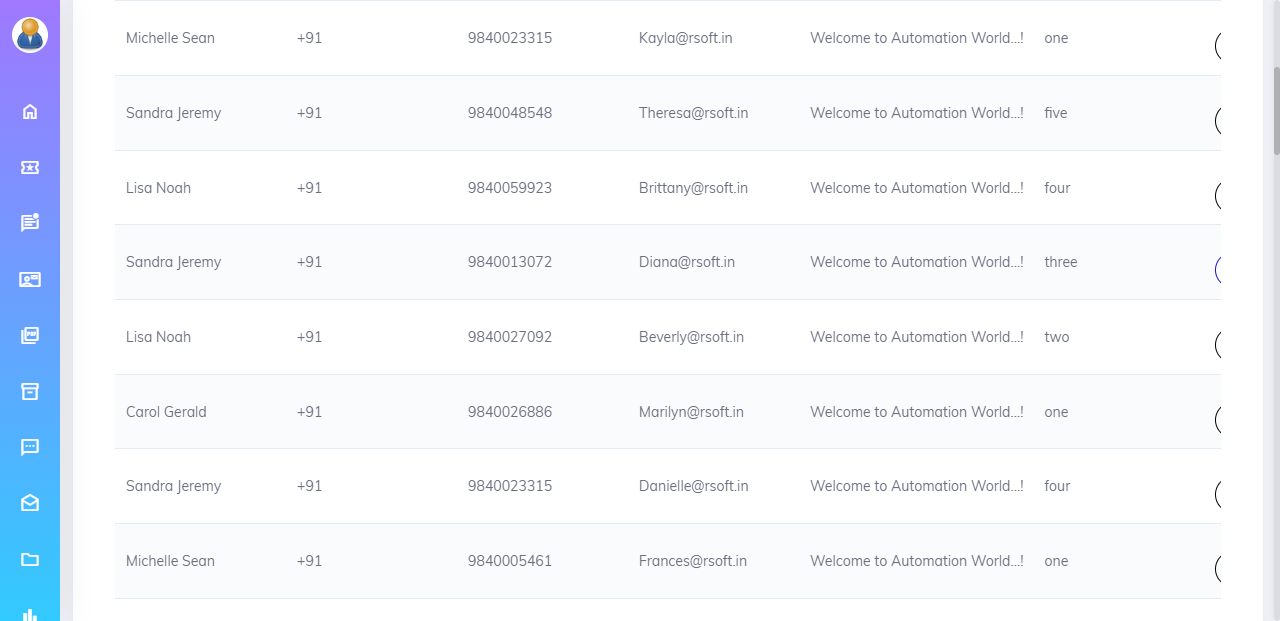 Michelle Sean +91 9840023315 Kayla@rsoft.in Welcome to Automation World...! one
Sandra Jeremy +91 9840048548 Theresa@rsoft.in Welcome to Automation World...! five
Lisa Noah +91 9840059923 Brittany@rsoft.in Welcome to Automation World...! four
Sandra Jeremy +91 9840013072 Diana@rsoft.in Welcome to Automation World...! three
Lisa Noah +91 9840027092 Beverly@rsoft.in Welcome to Automation World...! two
Carol Gerald +91 9840026886 Marilyn@rsoft.in Welcome to Automation World...! one
Sandra Jeremy +91 9840023315 Danielle@rsoft.in Welcome to Automation World...! four
Michelle Sean +91 9840005461 Frances@rsoft.in Welcome to Automation World...! one